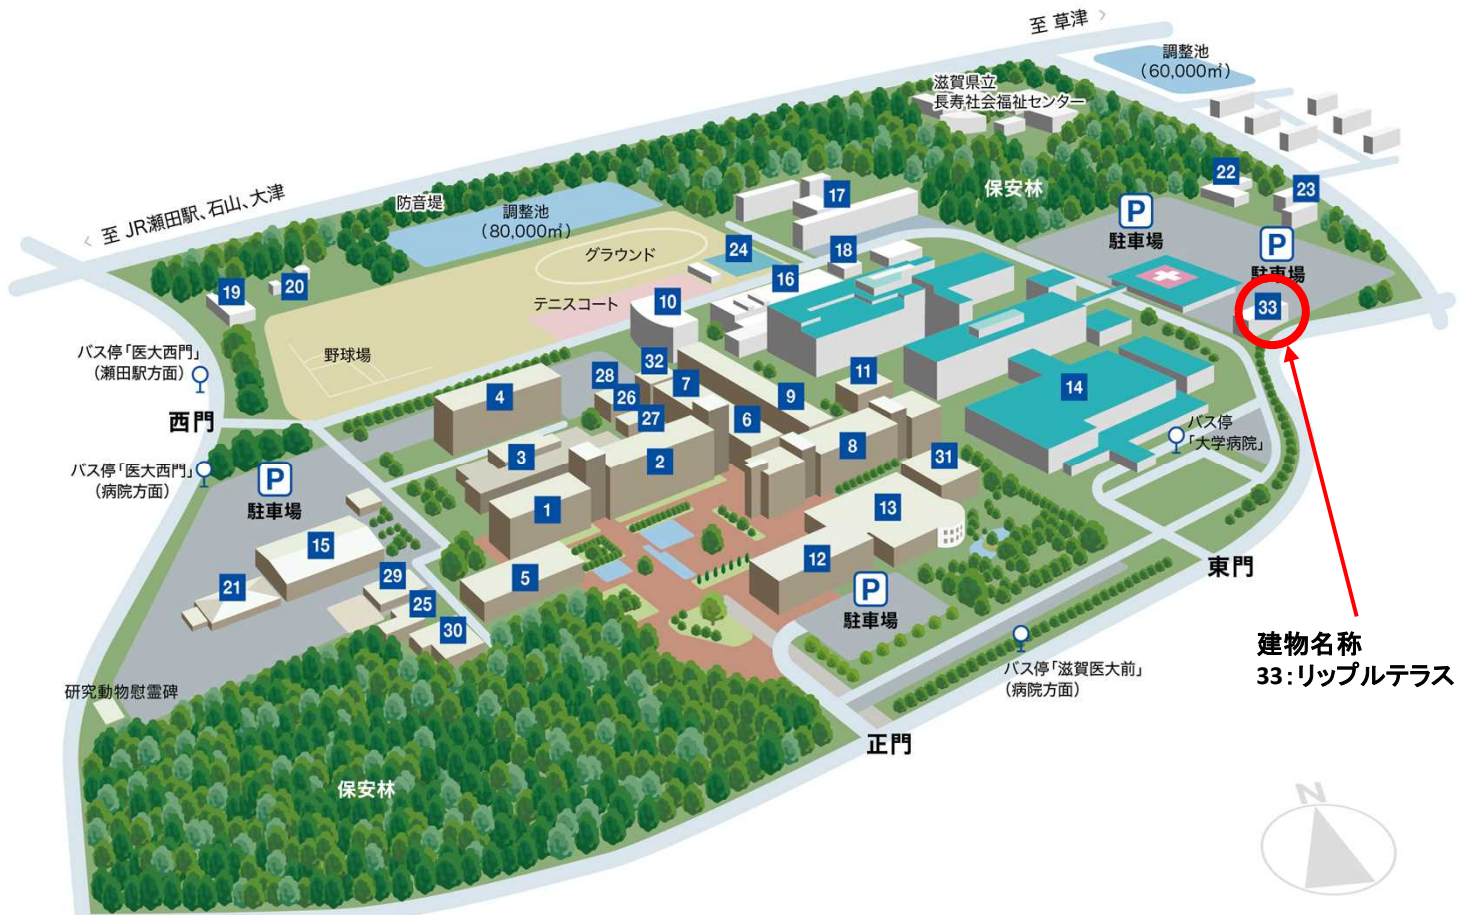 至 草津 >
調整池
(60,000㎡)
滋賀県立
長寿社会福祉センター
22
23
保安林
17
P
駐車場
P
駐車場
< 至 JR瀬田駅、石山、大津
防音堤
調整池
(80,000㎡)
グラウンド
24
18
16
19
20
テニスコート
10
33
野球場
バス停「医大西門」
(瀬田駅方面)
西門
32
28
7
11
4
26
9
14
27
6
バス停
「大学病院」
バス停「医大西門」
(病院方面)
P
駐車場
3
2
8
31
1
13
15
5
12
東門
21
29
25
30
P
駐車場
バス停「滋賀医大前」
(病院方面)
建物名称
33:リップルテラス
研究動物慰霊碑
正門
保安林
N